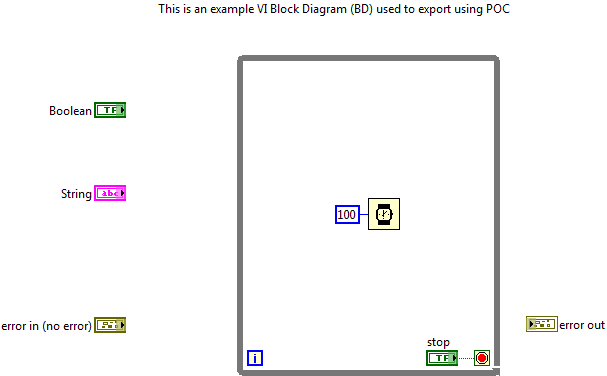 This is an example VI Block Diagram (BD) used to export using POC
Boolean TF
String abc
100
error in (no error)
error out
stop
i TF